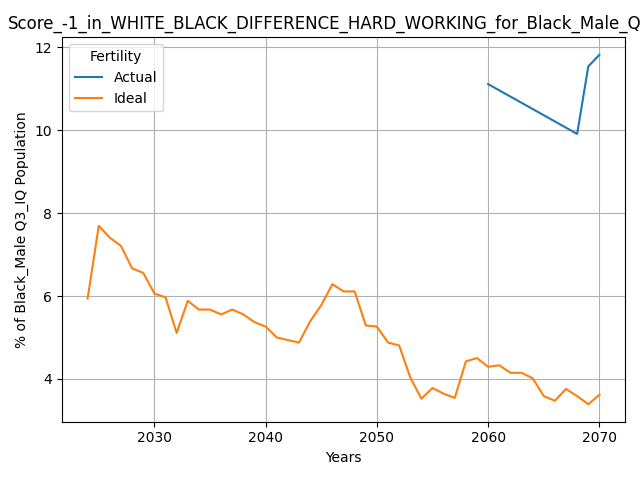 Score_-1_in_WHITE_BLACK_DIFFERENCE_HARD_WORKING_for_Black_Male_Q
Fertility
Actual
Ideal
12
10
8
6
4
% of Black_Male Q3_IQ Population
2030 2040 2050 2060 2070
Years